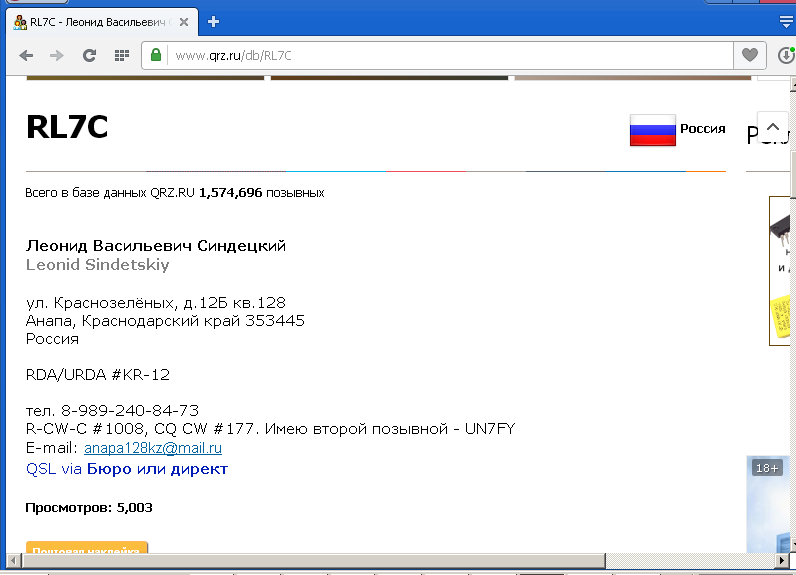 RL7C - Леонид Васильевич
www.qrz.ru/db/RL7C
RL7C
Россия
Всего в базе данных QRZ.RU 1,574,696 позывных
Леонид Васильевич Синдецкий
Leonid Sindetskiy
ул. Краснозелёных, д.12Б кв.128
Анапа, Краснодарский край 353445
Россия
RDA/URDA #KR-12
тел. 8-989-240-84-73
R-CW-C #1008, CQ CW #177. Имею второй позывной - UN7FY
E-mail: anapa128kz@mail.ru
QSL via Бюро или директ
Просмотров: 5,003
Почтовая наклейка
18+